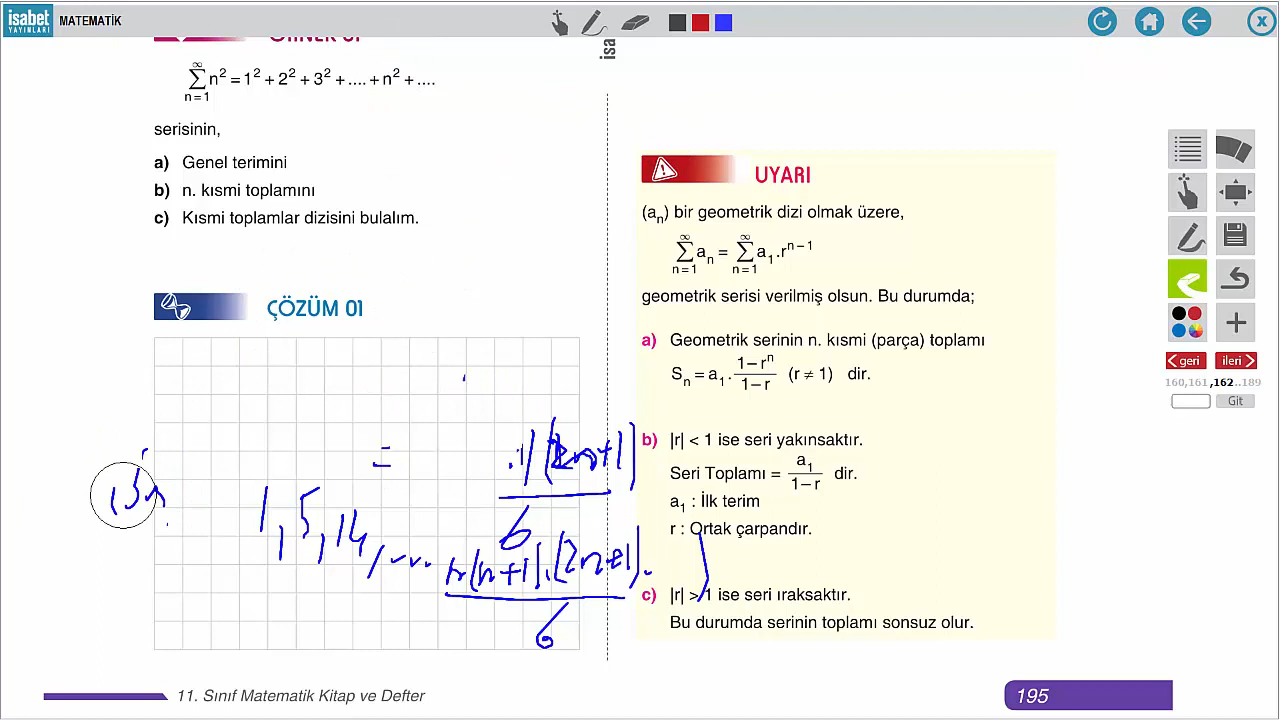 isabet YAYINLARI MATEMATİK
ÖRNEK 01
isa
∞
∑ n² = 1² + 2² + 3² + .... + n² + ....
n = 1
serisinin,
a) Genel terimini
b) n. kısmi toplamını
c) Kısmi toplamlar dizisini bulalım.
ÇÖZÜM 01
=
(2n+1)
6
1, 5, 14, ....
n(n+1).(2n+1).
6
UYARI
(aₙ) bir geometrik dizi olmak üzere,
∞ ∞
∑ aₙ = ∑ a₁.rⁿ⁻¹
n = 1 n = 1
geometrik serisi verilmiş olsun. Bu durumda;
a) Geometrik serinin n. kısmi (parça) toplamı
Sₙ = a₁ . (1 – rⁿ)/(1 – r) (r ≠ 1) dir.
b) |r| < 1 ise seri yakınsaktır.
Seri Toplamı = a₁/(1 – r) dir.
a₁ : İlk terim
r : Ortak çarpandır.
c) |r| > 1 ise seri ıraksaktır.
Bu durumda serinin toplamı sonsuz olur.
geri ileri
160,161,162..189
Git
11. Sınıf Matematik Kitap ve Defter
195